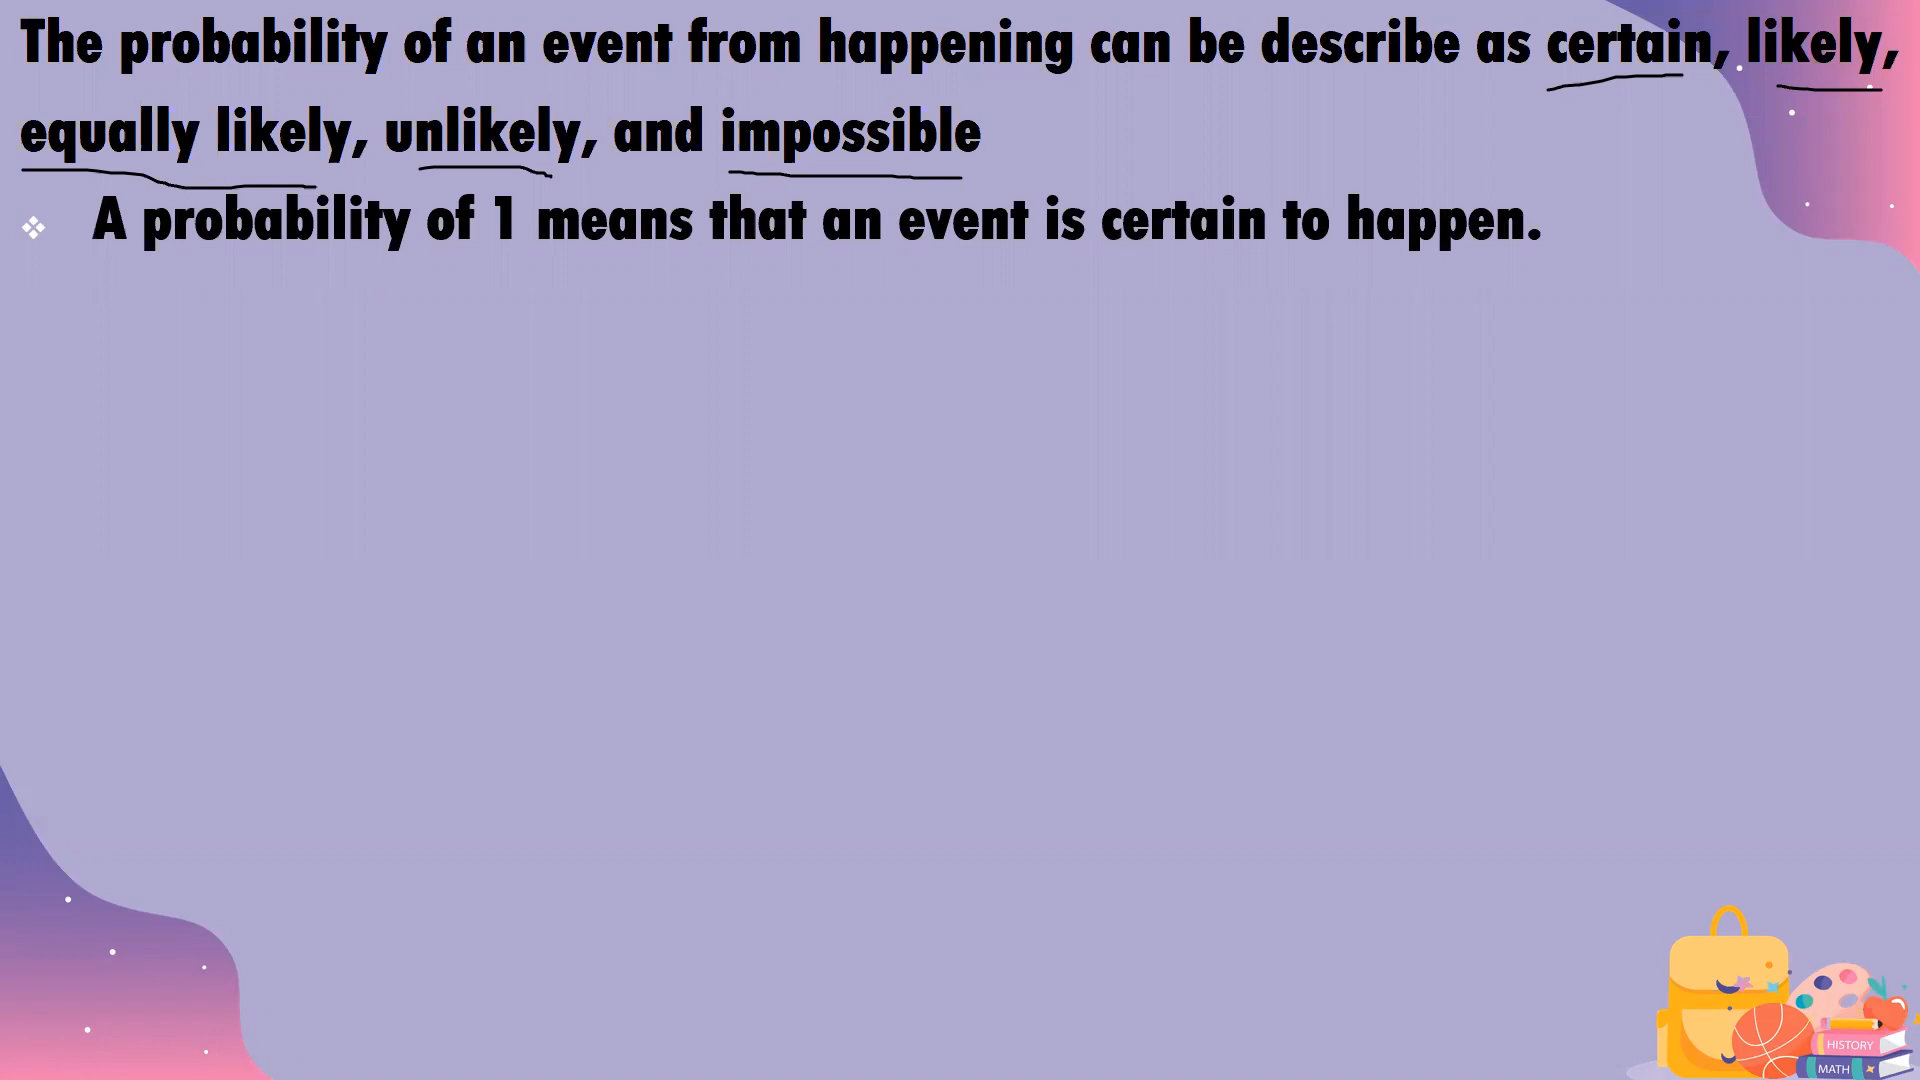 The probability of an event from happening can be describe as certain, likely,
equally likely, unlikely, and impossible
❖ A probability of 1 means that an event is certain to happen.
HISTORY
MATH